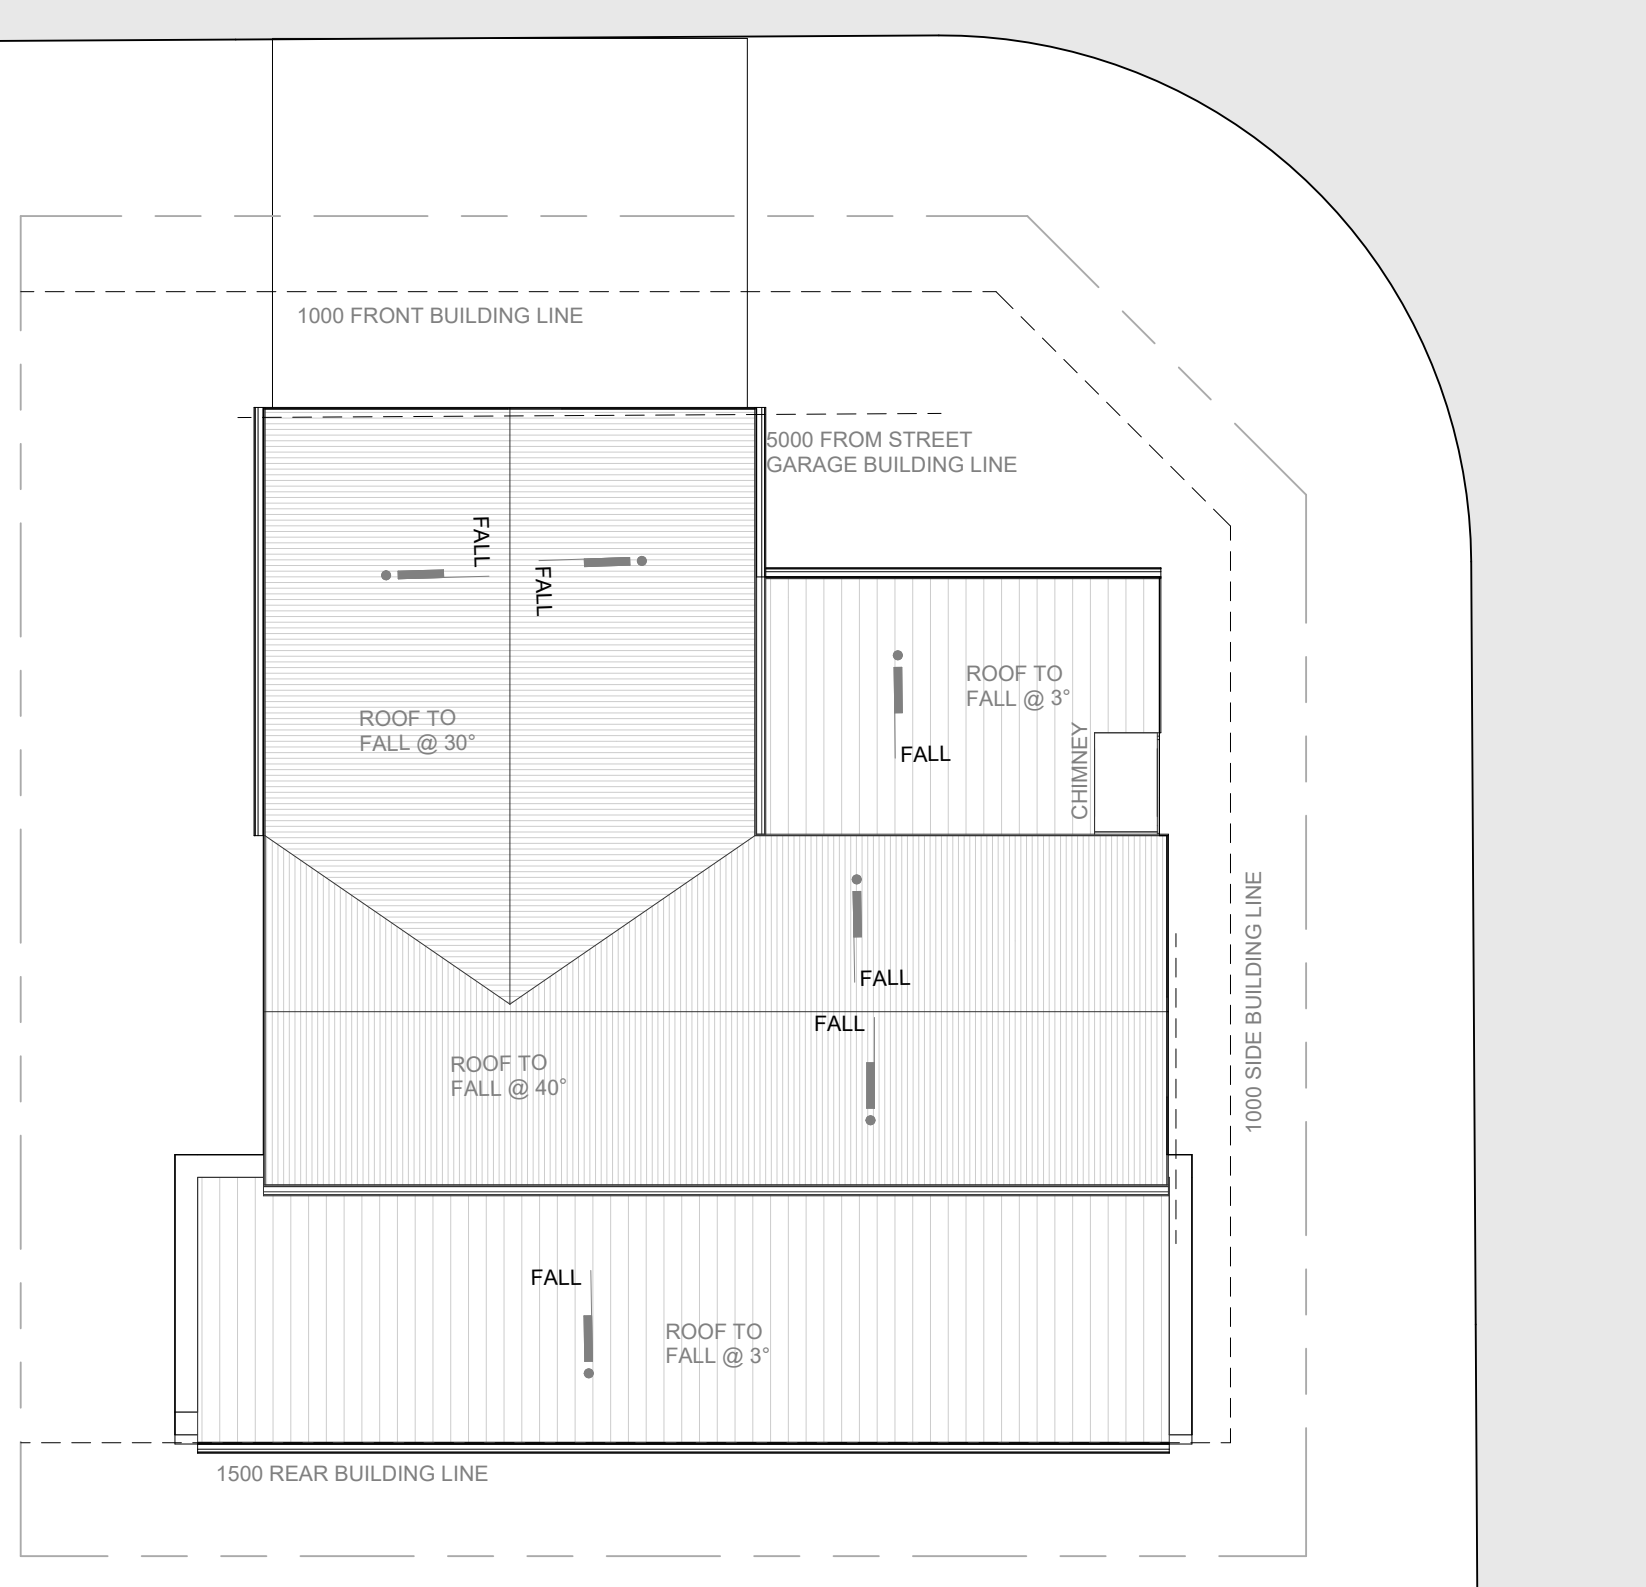 1000 FRONT BUILDING LINE
5000 FROM STREET
GARAGE BUILDING LINE
FALL
FALL
ROOF TO
FALL @ 30°
ROOF TO
FALL @ 3°
FALL
CHIMNEY
FALL
FALL
ROOF TO
FALL @ 40°
1000 SIDE BUILDING LINE
FALL
ROOF TO
FALL @ 3°
1500 REAR BUILDING LINE